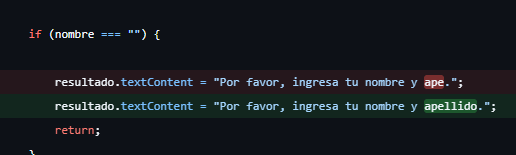 if (nombre === "") {
resultado.textContent = "Por favor, ingresa tu nombre y ape.";
resultado.textContent = "Por favor, ingresa tu nombre y apellido.";
return;
}